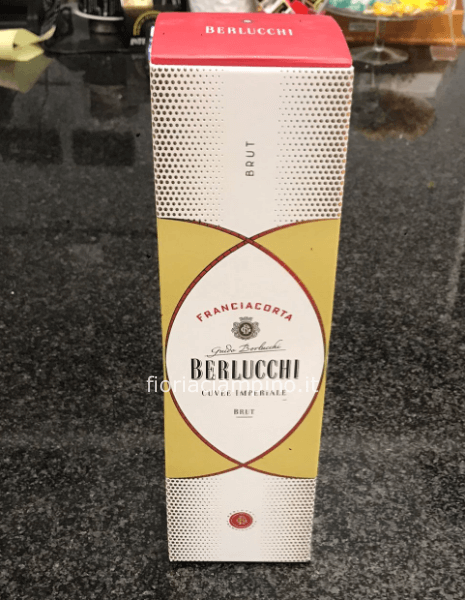 BERLUCCHI
BRUT
FRANCIACORTA
Guido Berlucchi
BERLUCCHI
fioriaciampino.it
CUVÉE IMPERIALE
BRUT